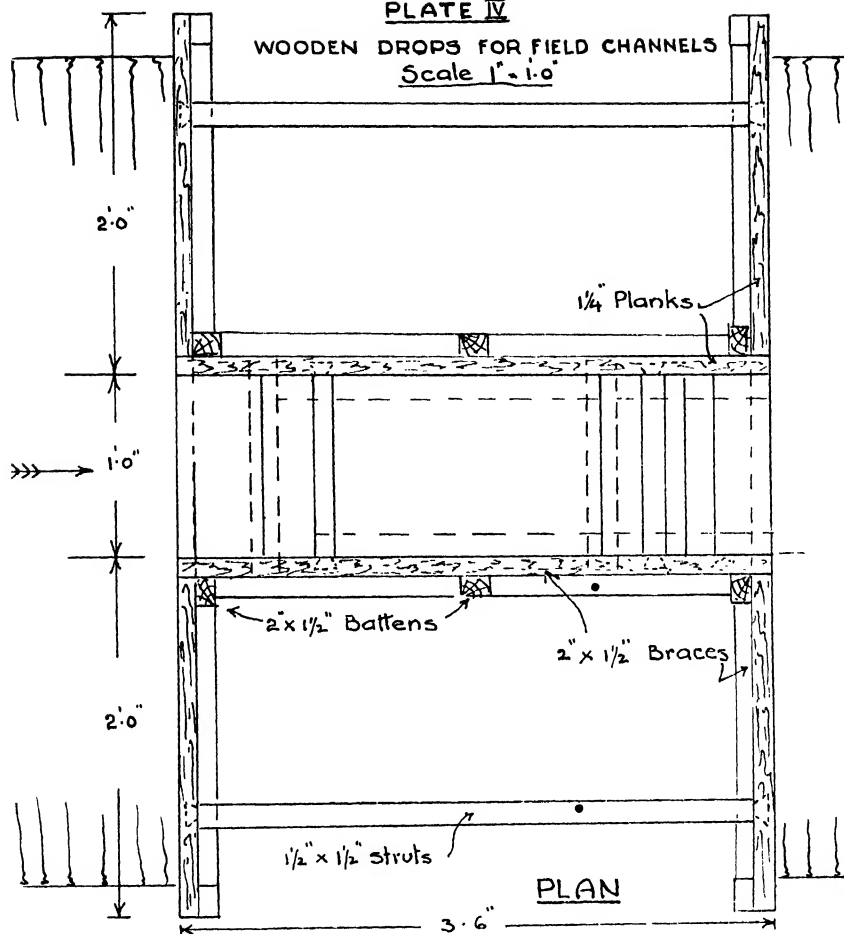 PLATE IV
WOODEN DROPS FOR FIELD CHANNELS
Scale 1" = 1'.0"
2'.0"
1¼" Planks
1'.0"
2" x 1½" Battens
2" x 1½" Braces
2'.0"
1½" x 1½" struts
PLAN
3.6"